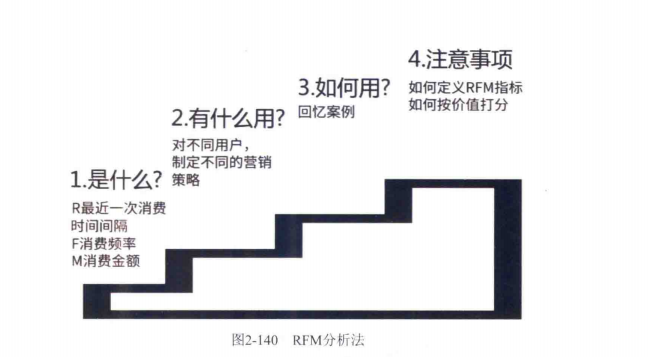 1.是什么?
R最近一次消费
时间间隔
F消费频率
M消费金额
2.有什么用?
对不同用户，
制定不同的营销
策略
3.如何用?
回忆案例
4.注意事项
如何定义RFM指标
如何按价值打分
图2-140 RFM分析法